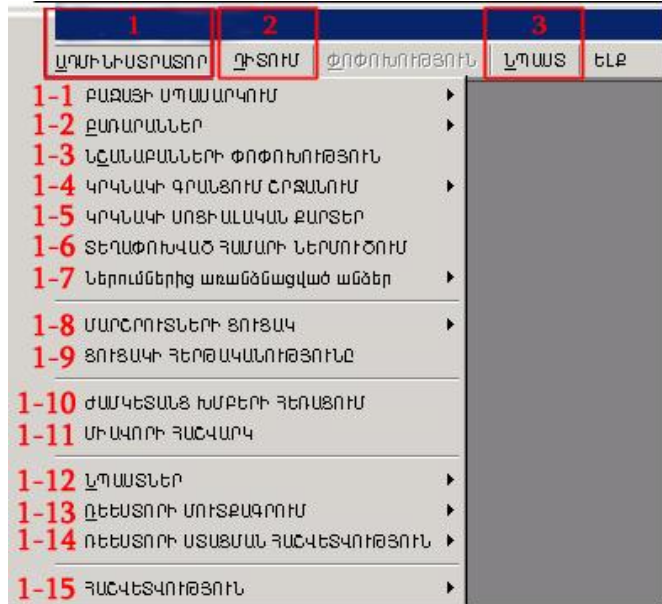 1 2 3
ԱԴՄԻՆԻՍՏՐԱՏՈՐ ԴԻՏՈՒՄ ՓՈՓՈԽՈՒԹՅՈՒՆ ՆՊԱՍՏ ԵԼՔ
1-1 ԲԱԶԱՅԻ ՍՊԱՍԱՐԿՈՒՄ
1-2 ԲԱՌԱՐԱՆՆԵՐ
1-3 ՆՇԱՆԱԲԱՆՆԵՐԻ ՓՈՓՈԽՈՒԹՅՈՒՆ
1-4 ԿՐԿՆԱԿԻ ԳՐԱՆՑՈՒՄ ՇՐՋԱՆՈՒՄ
1-5 ԿՐԿՆԱԿԻ ՍՈՑԻԱԼԱԿԱՆ ՔԱՐՏԵՐ
1-6 ՏԵՂԱՓՈԽՎԱԾ ՀԱՄԱՐԻ ՆԵՐՄՈՒԾՈՒՄ
1-7 Ներումներից առանձնացված անձեր
1-8 ՄԱՐՇՐՈՒՏՆԵՐԻ ՑՈՒՑԱԿ
1-9 ՑՈՒՑԱԿԻ ՀԵՐԹԱԿԱՆՈՒԹՅՈՒՆԸ
1-10 ԺԱՄԿԵՏԱՆՑ ԽՄԲԵՐԻ ՀԵՌԱՑՈՒՄ
1-11 ՄԻԱՎՈՐԻ ՀԱՇՎԱՐԿ
1-12 ՆՊԱՍՏՆԵՐ
1-13 ՌԵԵՍՏՈՐԻ ՄՈՒՏՔԱԳՐՈՒՄ
1-14 ՌԵԵՍՏՈՐԻ ՍՏԱՑՄԱՆ ՀԱՇՎԵՏՎՈՒԹՅՈՒՆ
1-15 ՀԱՇՎԵՏՎՈՒԹՅՈՒՆ